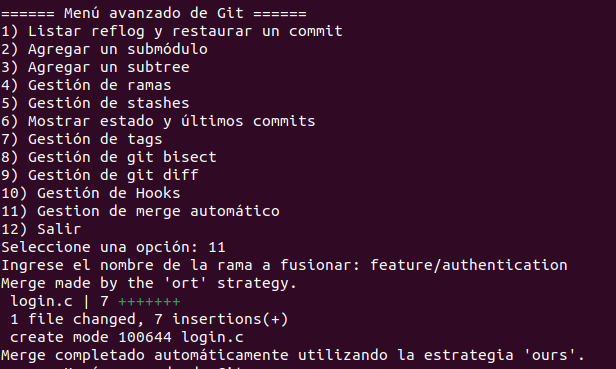 ====== Menú avanzado de Git ======
1) Listar reflog y restaurar un commit
2) Agregar un submódulo
3) Agregar un subtree
4) Gestión de ramas
5) Gestión de stashes
6) Mostrar estado y últimos commits
7) Gestión de tags
8) Gestión de git bisect
9) Gestión de git diff
10) Gestión de Hooks
11) Gestion de merge automático
12) Salir
Seleccione una opción: 11
Ingrese el nombre de la rama a fusionar: feature/authentication
Merge made by the 'ort' strategy.
 login.c | 7 +++++++
 1 file changed, 7 insertions(+)
 create mode 100644 login.c
Merge completado automáticamente utilizando la estrategia 'ours'.